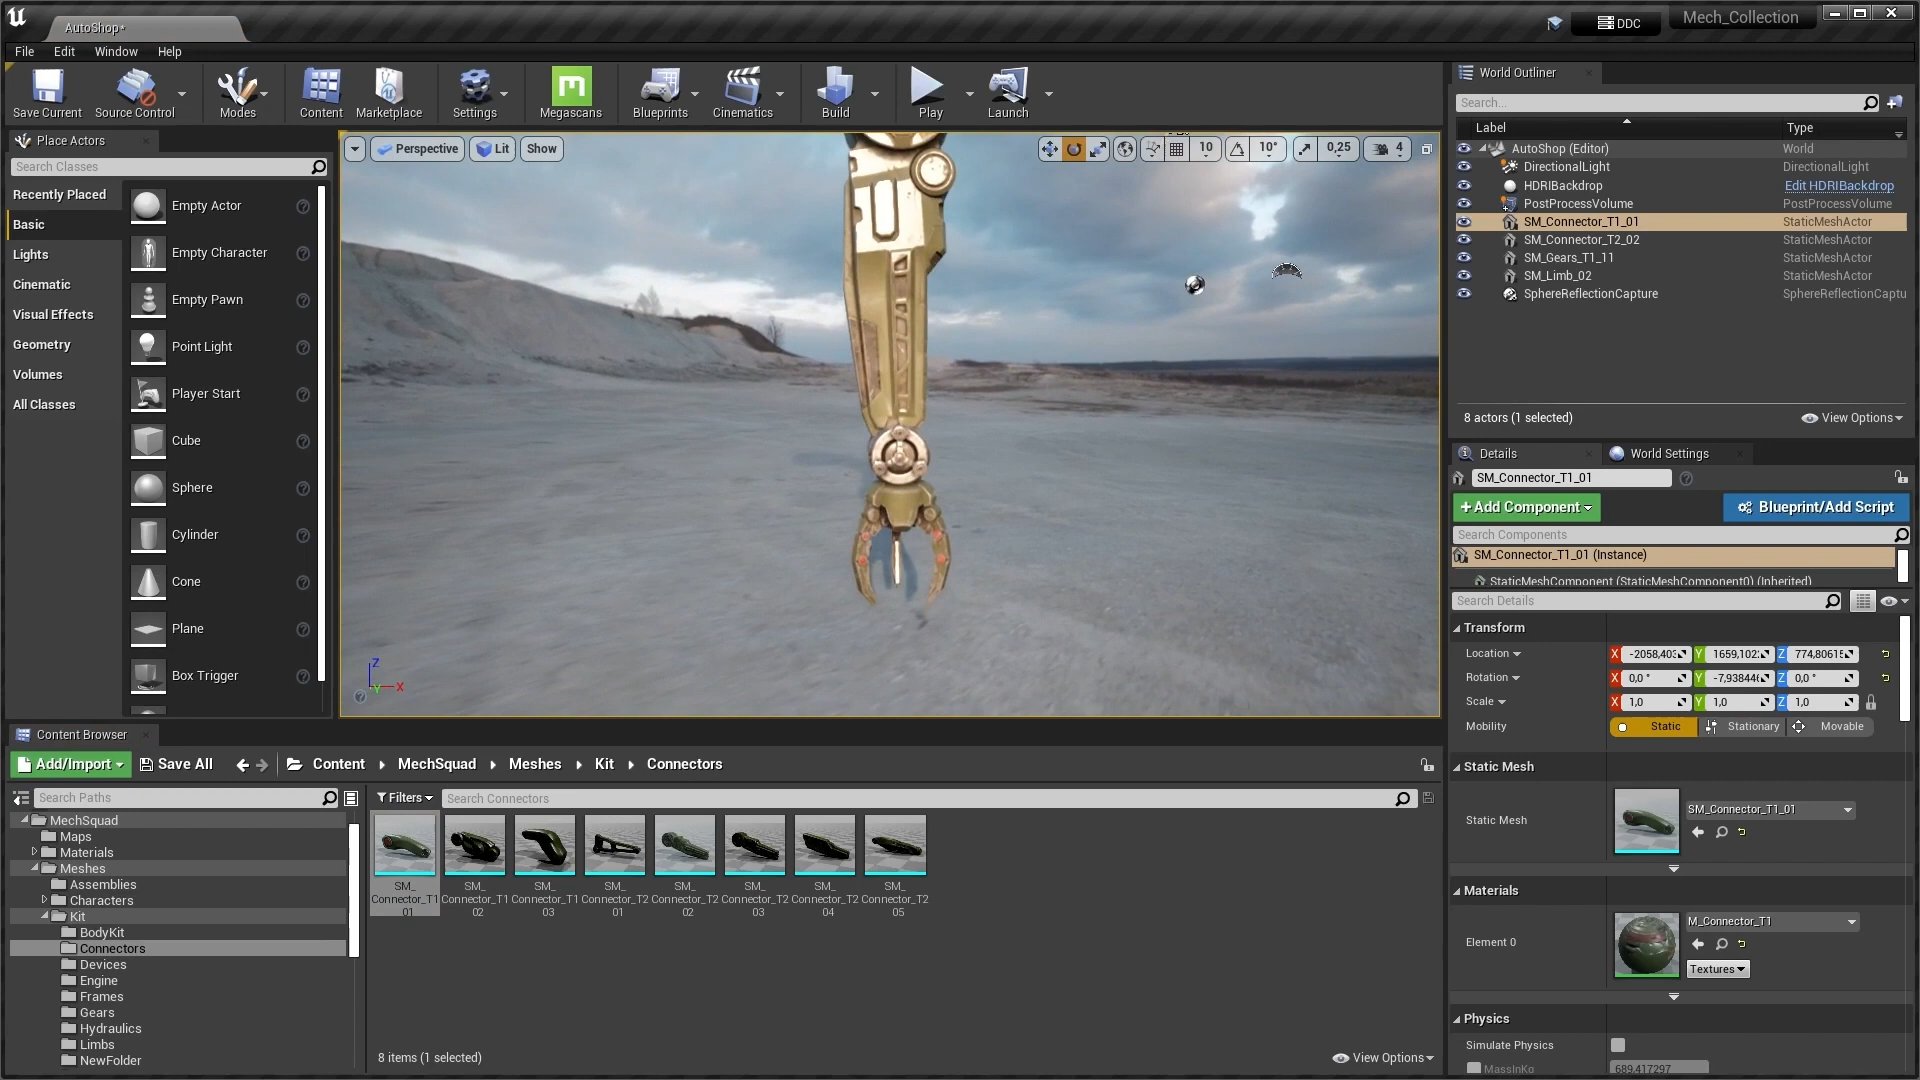 AutoShop*
DDC
Mech_Collection
File Edit Window Help
Save Current
Source Control
Modes
Content
Marketplace
Settings
Megascans
Blueprints
Cinematics
Build
Play
Launch
Place Actors
Search Classes
Recently Placed
Basic
Lights
Cinematic
Visual Effects
Geometry
Volumes
All Classes
Empty Actor
Empty Character
Empty Pawn
Point Light
Player Start
Cube
Sphere
Cylinder
Cone
Plane
Box Trigger
Perspective
Lit
Show
10
10°
0,25
4
Z
Y
X
World Outliner
Search...
Label Type
AutoShop (Editor) World
DirectionalLight DirectionalLight
HDRIBackdrop Edit HDRIBackdrop
PostProcessVolume PostProcessVolume
SM_Connector_T1_01 StaticMeshActor
SM_Connector_T2_02 StaticMeshActor
SM_Gears_T1_11 StaticMeshActor
SM_Limb_02 StaticMeshActor
SphereReflectionCapture SphereReflectionCaptu
8 actors (1 selected)
View Options
Details
World Settings
SM_Connector_T1_01
+Add Component
Blueprint/Add Script
Search Components
SM_Connector_T1_01 (Instance)
StaticMeshComponent (StaticMeshComponent0) (Inherited)
Search Details
Transform
Location X -2058,403 Y 1659,102 Z 774,80615
Rotation X 0,0 ° Y -7,938446 Z 0,0 °
Scale X 1,0 Y 1,0 Z 1,0
Mobility Static Stationary Movable
Static Mesh
Static Mesh
SM_Connector_T1_01
Materials
Element 0
M_Connector_T1
Textures
Physics
Simulate Physics
MassInKg 689,417297
Content Browser
Add/Import
Save All
Content MechSquad Meshes Kit Connectors
Search Paths
Filters
Search Connectors
MechSquad
Maps
Materials
Meshes
Assemblies
Characters
Kit
BodyKit
Connectors
Devices
Engine
Frames
Gears
Hydraulics
Limbs
NewFolder
SM_
Connector_T1
01
SM_
Connector_T1
02
SM_
Connector_T1
03
SM_
Connector_T2
01
SM_
Connector_T2
02
SM_
Connector_T2
03
SM_
Connector_T2
04
SM_
Connector_T2
05
8 items (1 selected)
View Options